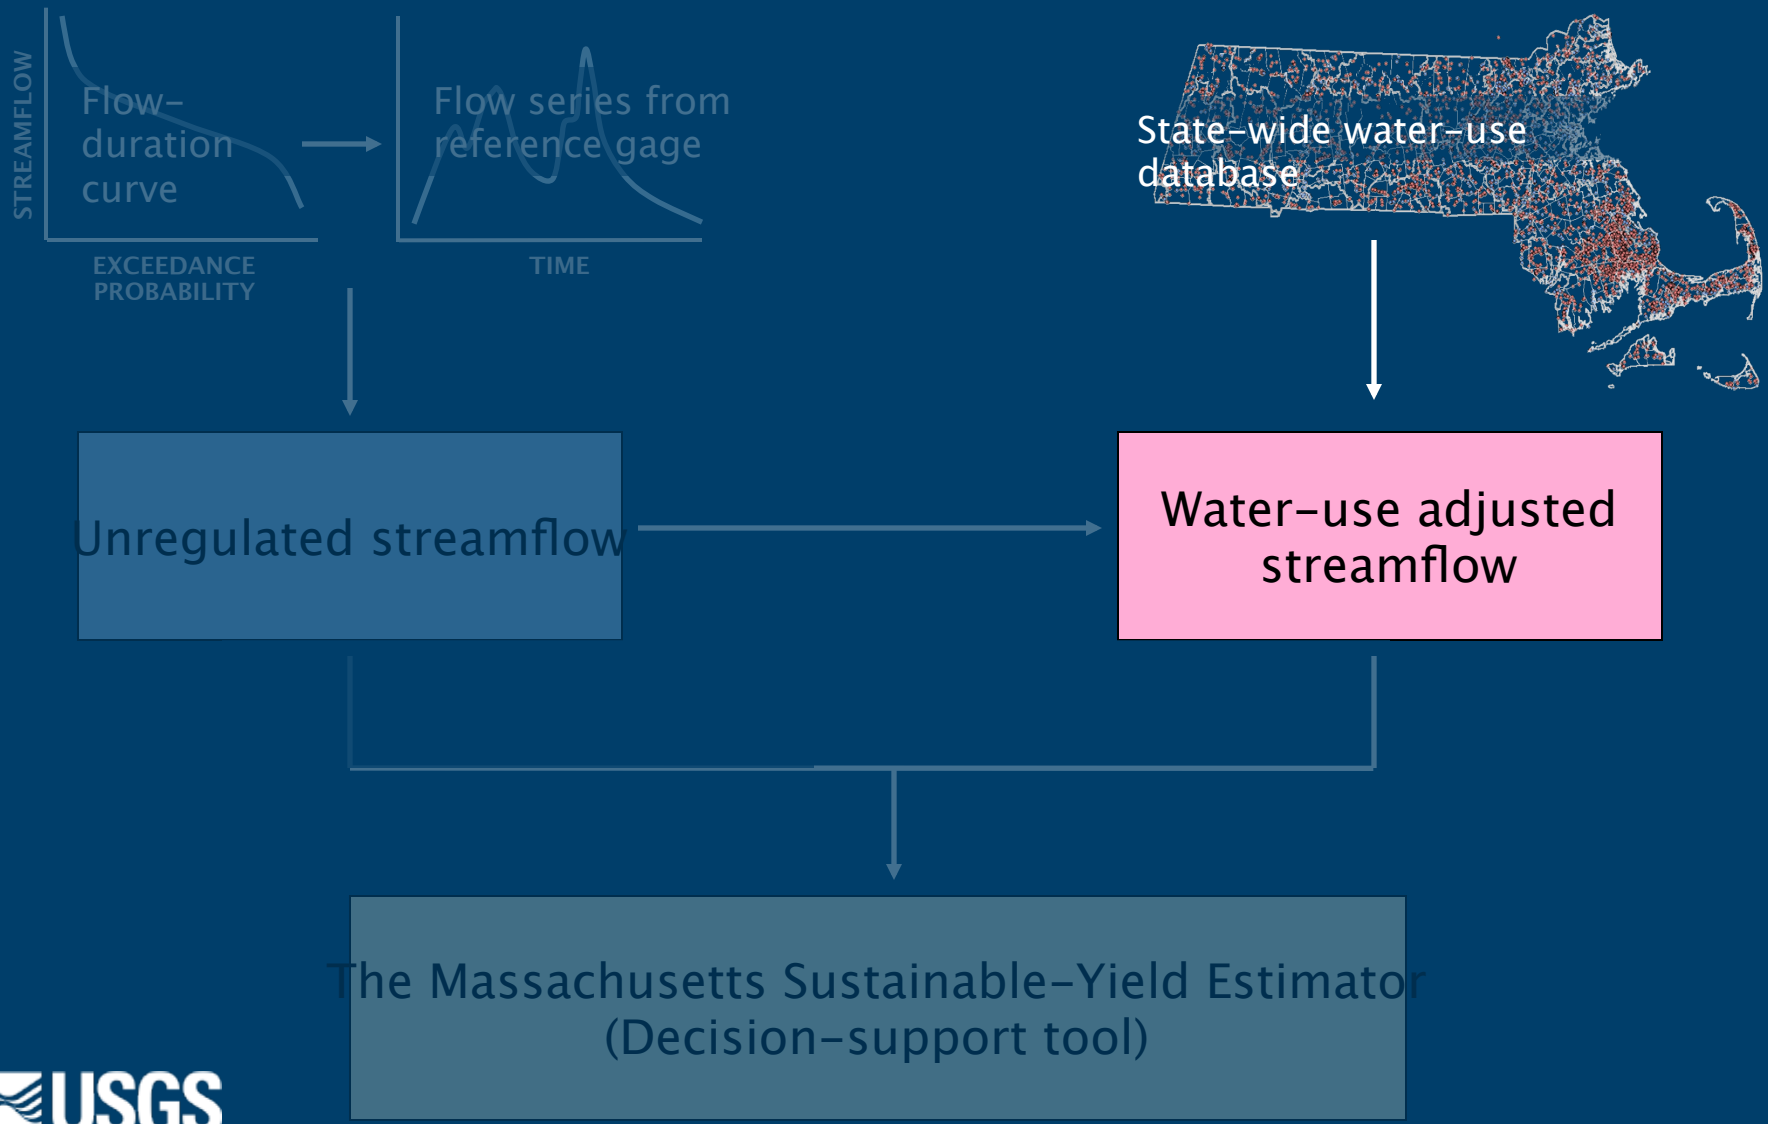 STREAMFLOW
Flow-
duration
curve
EXCEEDANCE
PROBABILITY
Flow series from
reference gage
TIME
State-wide water-use
database
Unregulated streamflow
Water-use adjusted
streamflow
The Massachusetts Sustainable-Yield Estimator
(Decision-support tool)
USGS